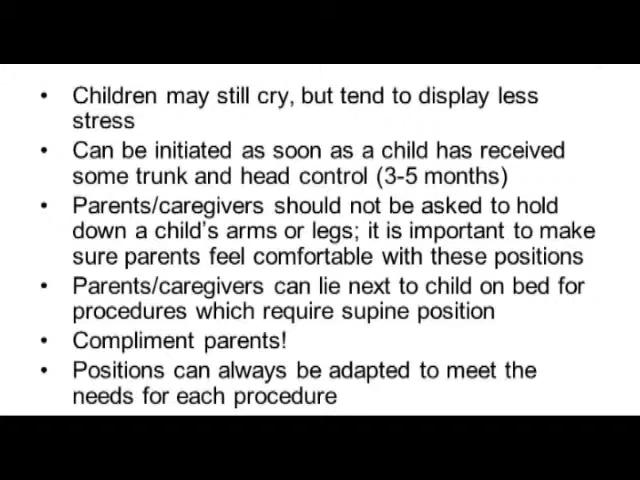 • Children may still cry, but tend to display less
stress
• Can be initiated as soon as a child has received
some trunk and head control (3-5 months)
• Parents/caregivers should not be asked to hold
down a child's arms or legs; it is important to make
sure parents feel comfortable with these positions
• Parents/caregivers can lie next to child on bed for
procedures which require supine position
• Compliment parents!
• Positions can always be adapted to meet the
needs for each procedure